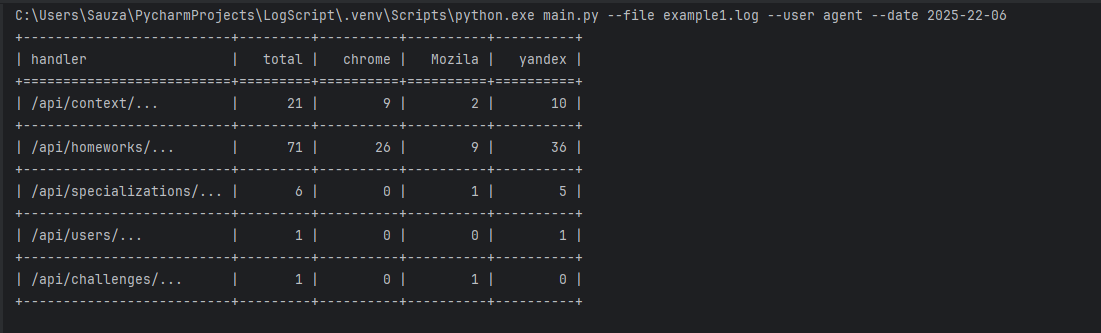 C:\Users\Sauza\PycharmProjects\LogScript\.venv\Scripts\python.exe main.py --file example1.log --user agent --date 2025-22-06
+--------------------------+---------+----------+----------+----------+
| handler                  |   total |   chrome |   Mozila |   yandex |
+==========================+=========+==========+==========+==========+
| /api/context/...         |      21 |        9 |        2 |       10 |
+--------------------------+---------+----------+----------+----------+
| /api/homeworks/...       |      71 |       26 |        9 |       36 |
+--------------------------+---------+----------+----------+----------+
| /api/specializations/... |       6 |        0 |        1 |        5 |
+--------------------------+---------+----------+----------+----------+
| /api/users/...           |       1 |        0 |        0 |        1 |
+--------------------------+---------+----------+----------+----------+
| /api/challenges/...      |       1 |        0 |        1 |        0 |
+--------------------------+---------+----------+----------+----------+